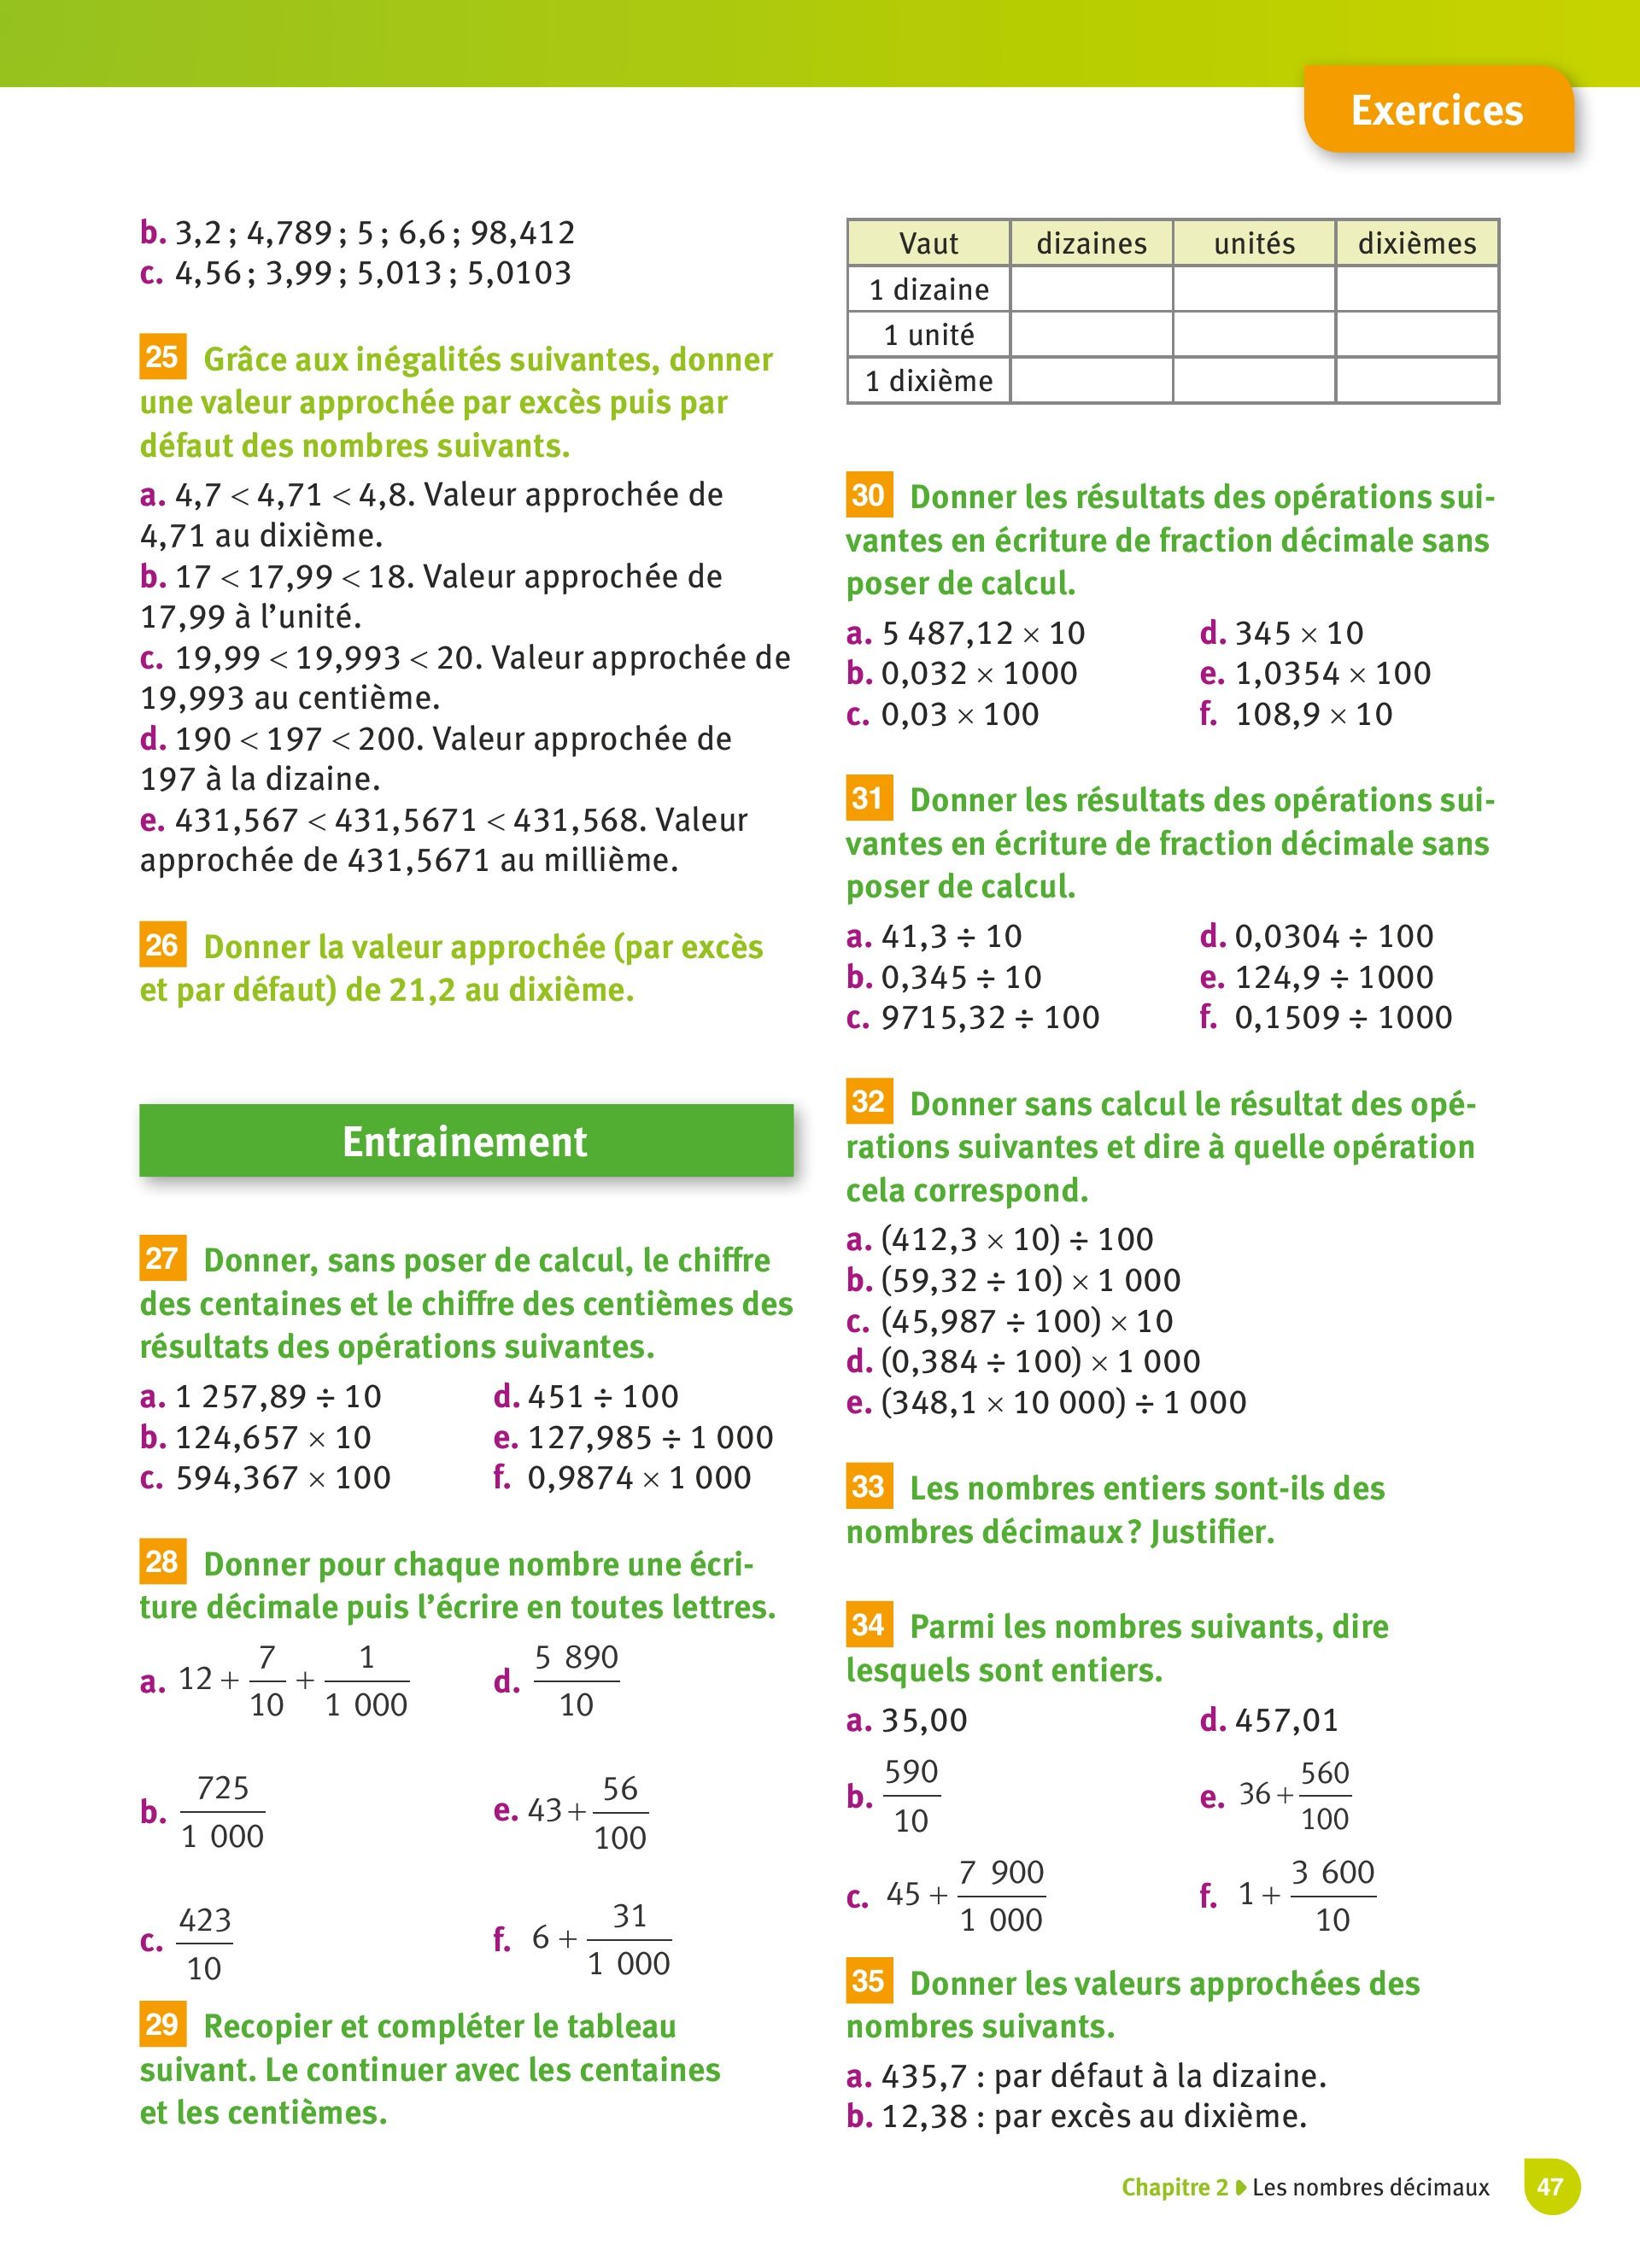 Exercices
b. 3,2 ; 4,789 ; 5 ; 6,6 ; 98,412
c. 4,56 ; 3,99 ; 5,013 ; 5,0103
25 Grâce aux inégalités suivantes, donner
une valeur approchée par excès puis par
défaut des nombres suivants.
a. 4,7 < 4,71 < 4,8. Valeur approchée de
4,71 au dixième.
b. 17 < 17,99 < 18. Valeur approchée de
17,99 à l’unité.
c. 19,99 < 19,993 < 20. Valeur approchée de
19,993 au centième.
d. 190 < 197 < 200. Valeur approchée de
197 à la dizaine.
e. 431,567 < 431,5671 < 431,568. Valeur
approchée de 431,5671 au millième.
26 Donner la valeur approchée (par excès
et par défaut) de 21,2 au dixième.
Entrainement
27 Donner, sans poser de calcul, le chiffre
des centaines et le chiffre des centièmes des
résultats des opérations suivantes.
a. 1 257,89 ÷ 10 d. 451 ÷ 100
b. 124,657 × 10 e. 127,985 ÷ 1 000
c. 594,367 × 100 f. 0,9874 × 1 000
28 Donner pour chaque nombre une écri-
ture décimale puis l’écrire en toutes lettres.
a. 12 + 7/10 + 1/1 000 d. 5 890/10
b. 725/1 000 e. 43 + 56/100
c. 423/10 f. 6 + 31/1 000
29 Recopier et compléter le tableau
suivant. Le continuer avec les centaines
et les centièmes.
Vaut dizaines unités dixièmes
1 dizaine
1 unité
1 dixième
30 Donner les résultats des opérations sui-
vantes en écriture de fraction décimale sans
poser de calcul.
a. 5 487,12 × 10 d. 345 × 10
b. 0,032 × 1000 e. 1,0354 × 100
c. 0,03 × 100 f. 108,9 × 10
31 Donner les résultats des opérations sui-
vantes en écriture de fraction décimale sans
poser de calcul.
a. 41,3 ÷ 10 d. 0,0304 ÷ 100
b. 0,345 ÷ 10 e. 124,9 ÷ 1000
c. 9715,32 ÷ 100 f. 0,1509 ÷ 1000
32 Donner sans calcul le résultat des opé-
rations suivantes et dire à quelle opération
cela correspond.
a. (412,3 × 10) ÷ 100
b. (59,32 ÷ 10) × 1 000
c. (45,987 ÷ 100) × 10
d. (0,384 ÷ 100) × 1 000
e. (348,1 × 10 000) ÷ 1 000
33 Les nombres entiers sont-ils des
nombres décimaux ? Justifier.
34 Parmi les nombres suivants, dire
lesquels sont entiers.
a. 35,00 d. 457,01
b. 590/10 e. 36 + 560/100
c. 45 + 7 900/1 000 f. 1 + 3 600/10
35 Donner les valeurs approchées des
nombres suivants.
a. 435,7 : par défaut à la dizaine.
b. 12,38 : par excès au dixième.
Chapitre 2 Les nombres décimaux 47